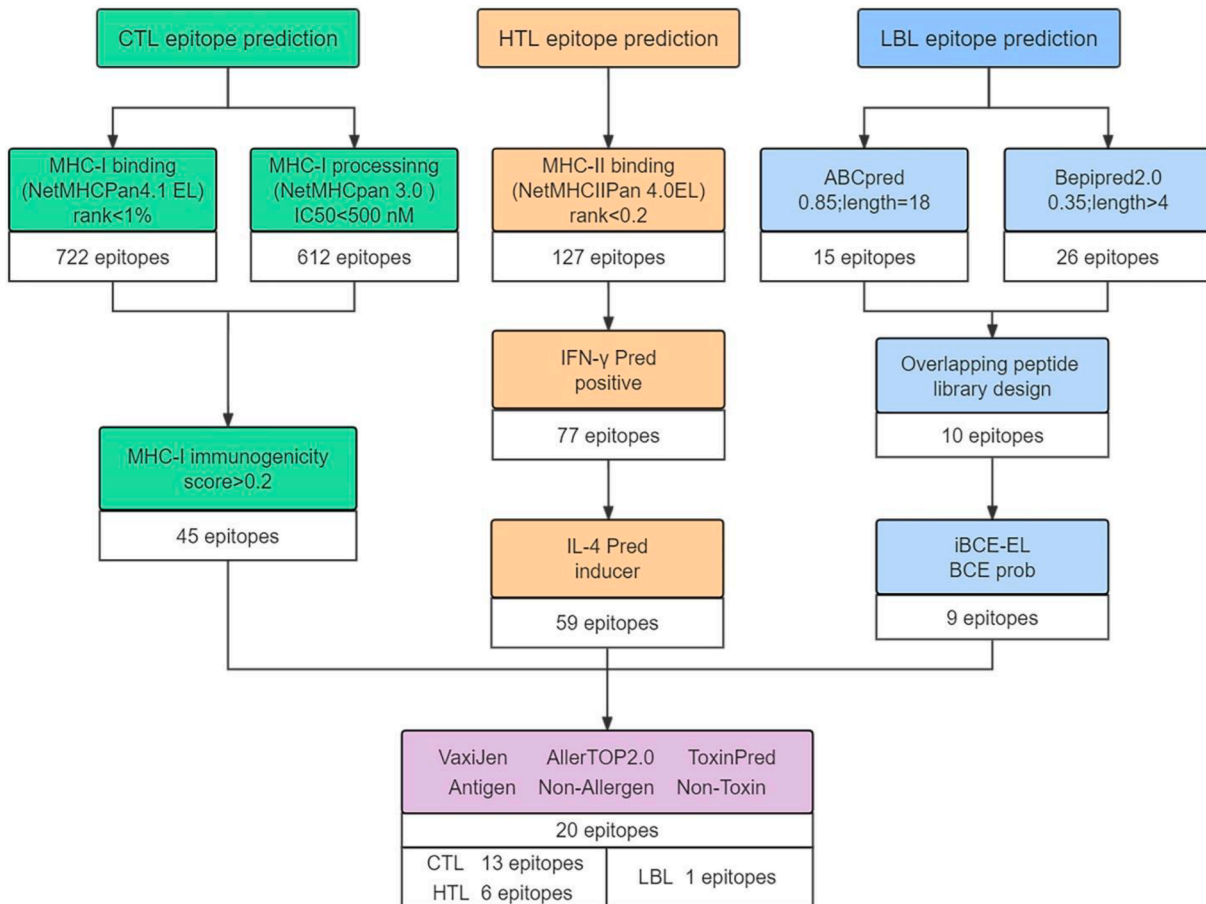 CTL epitope prediction
HTL epitope prediction
LBL epitope prediction
MHC-I binding
(NetMHCPan4.1 EL)
rank<1%
722 epitopes
MHC-I processinng
(NetMHCpan 3.0 )
IC50<500 nM
612 epitopes
MHC-II binding
(NetMHCIIPan 4.0EL)
rank<0.2
127 epitopes
ABCpred
0.85;length=18
15 epitopes
Bepipred2.0
0.35;length>4
26 epitopes
IFN-γ Pred
positive
77 epitopes
Overlapping peptide
library design
10 epitopes
MHC-I immunogenicity
score>0.2
45 epitopes
IL-4 Pred
inducer
59 epitopes
iBCE-EL
BCE prob
9 epitopes
VaxiJen AllerTOP2.0 ToxinPred
Antigen Non-Allergen Non-Toxin
20 epitopes
CTL 13 epitopes
HTL 6 epitopes
LBL 1 epitopes